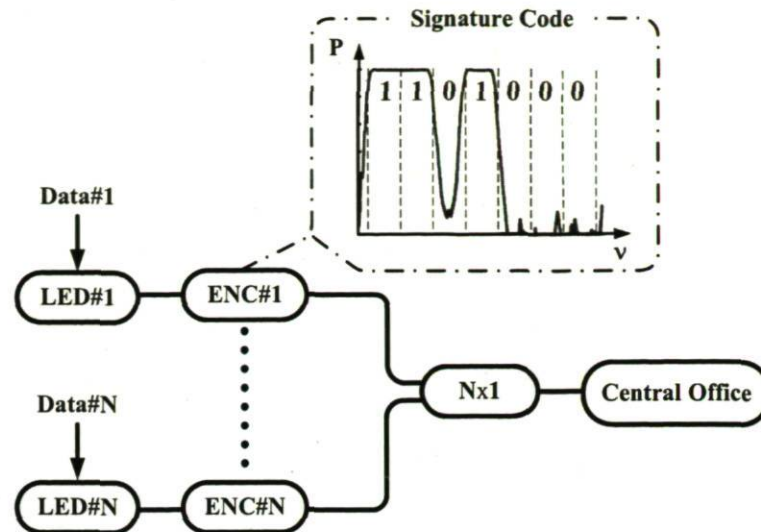 Signature Code
P
1 1 0 1 0 0 0
ν
Data#1
LED#1
ENC#1
Data#N
Nx1
Central Office
LED#N
ENC#N